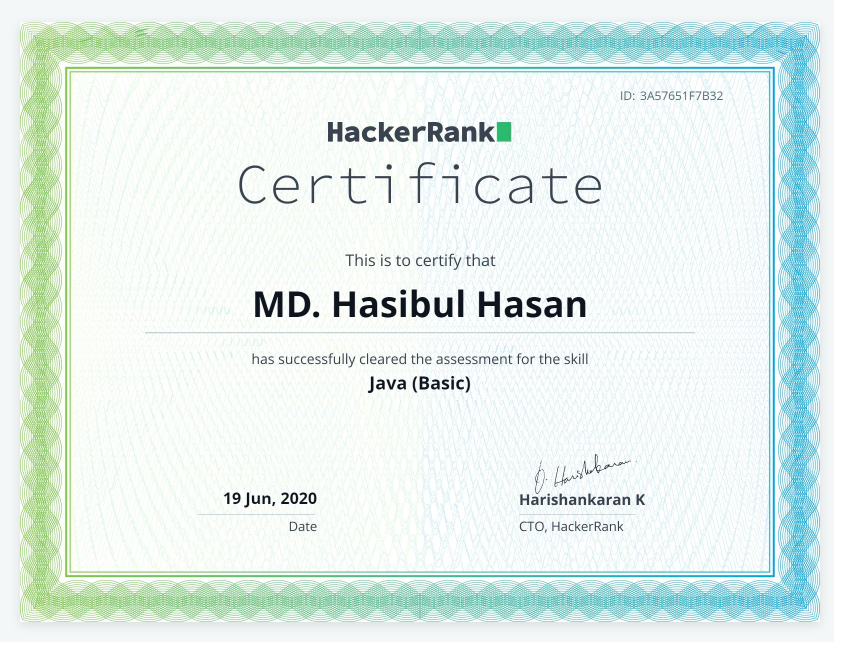 ID: 3A57651F7B32
HackerRank
Certificate
This is to certify that
MD. Hasibul Hasan
has successfully cleared the assessment for the skill
Java (Basic)
19 Jun, 2020
Date
Harishankaran K
CTO, HackerRank